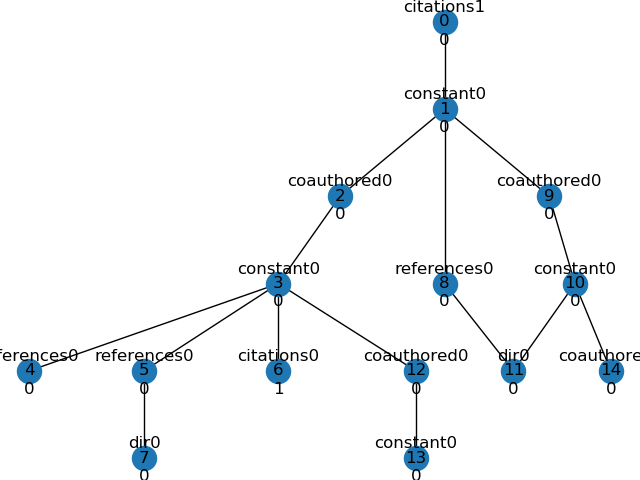 citations1
0
0
constant0
1
0
coauthored0
2
0
coauthored0
9
0
constant0
3
0
references0
8
0
constant0
10
0
ferences0
4
0
references0
5
0
citations0
6
1
coauthored0
12
0
dir0
11
0
coauthore
14
0
dir0
7
0
constant0
13
0